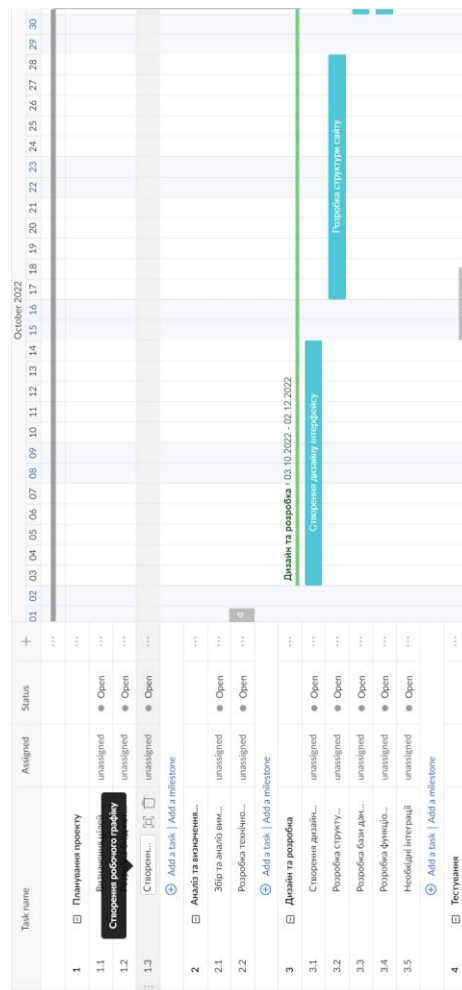 Task name Assigned Status
October 2022
01 02 03 04 05 06 07 08 09 10 11 12 13 14 15 16 17 18 19 20 21 22 23 24 25 26 27 28 29 30
1 Планування проекту
1.1 unassigned Open
Створення робочого графіку
1.2 unassigned Open
1.3 Створенн... unassigned Open
Add a task | Add a milestone
2 Аналіз та визначення...
2.1 Збір та аналіз вим... unassigned Open
2.2 Розробка технічно... unassigned Open
Add a task | Add a milestone
3 Дизайн та розробка
Дизайн та розробка 03.10.2022 - 02.12.2022
3.1 Створення дизайн... unassigned Open
Створення дизайну інтерфейсу
3.2 Розробка структу... unassigned Open
Розробка структури сайту
3.3 Розробка бази дан... unassigned Open
3.4 Розробка функціо... unassigned Open
3.5 Необхідні інтеграції unassigned Open
Add a task | Add a milestone
4 Тестування